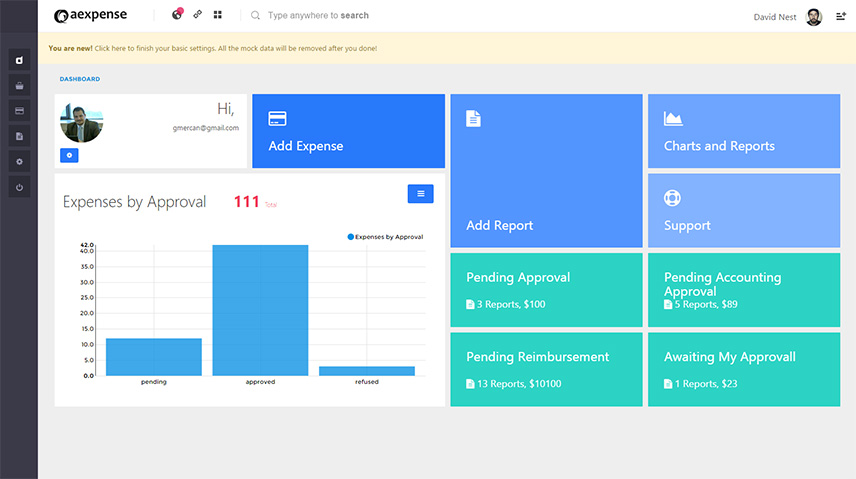 aexpense
Type anywhere to search
David Nest
You are new! Click here to finish your basic settings. All the mock data will be removed after you done!
DASHBOARD
Hi,
gmercan@gmail.com
Add Expense
Add Report
Charts and Reports
Support
Expenses by Approval
111 Total
Expenses by Approval
42.0
40.0
35.0
30.0
25.0
20.0
15.0
10.0
5.0
0.0
pending
approved
refused
Pending Approval
3 Reports, $100
Pending Accounting
Approval
5 Reports, $89
Pending Reimbursement
13 Reports, $10100
Awaiting My Approvall
1 Reports, $23